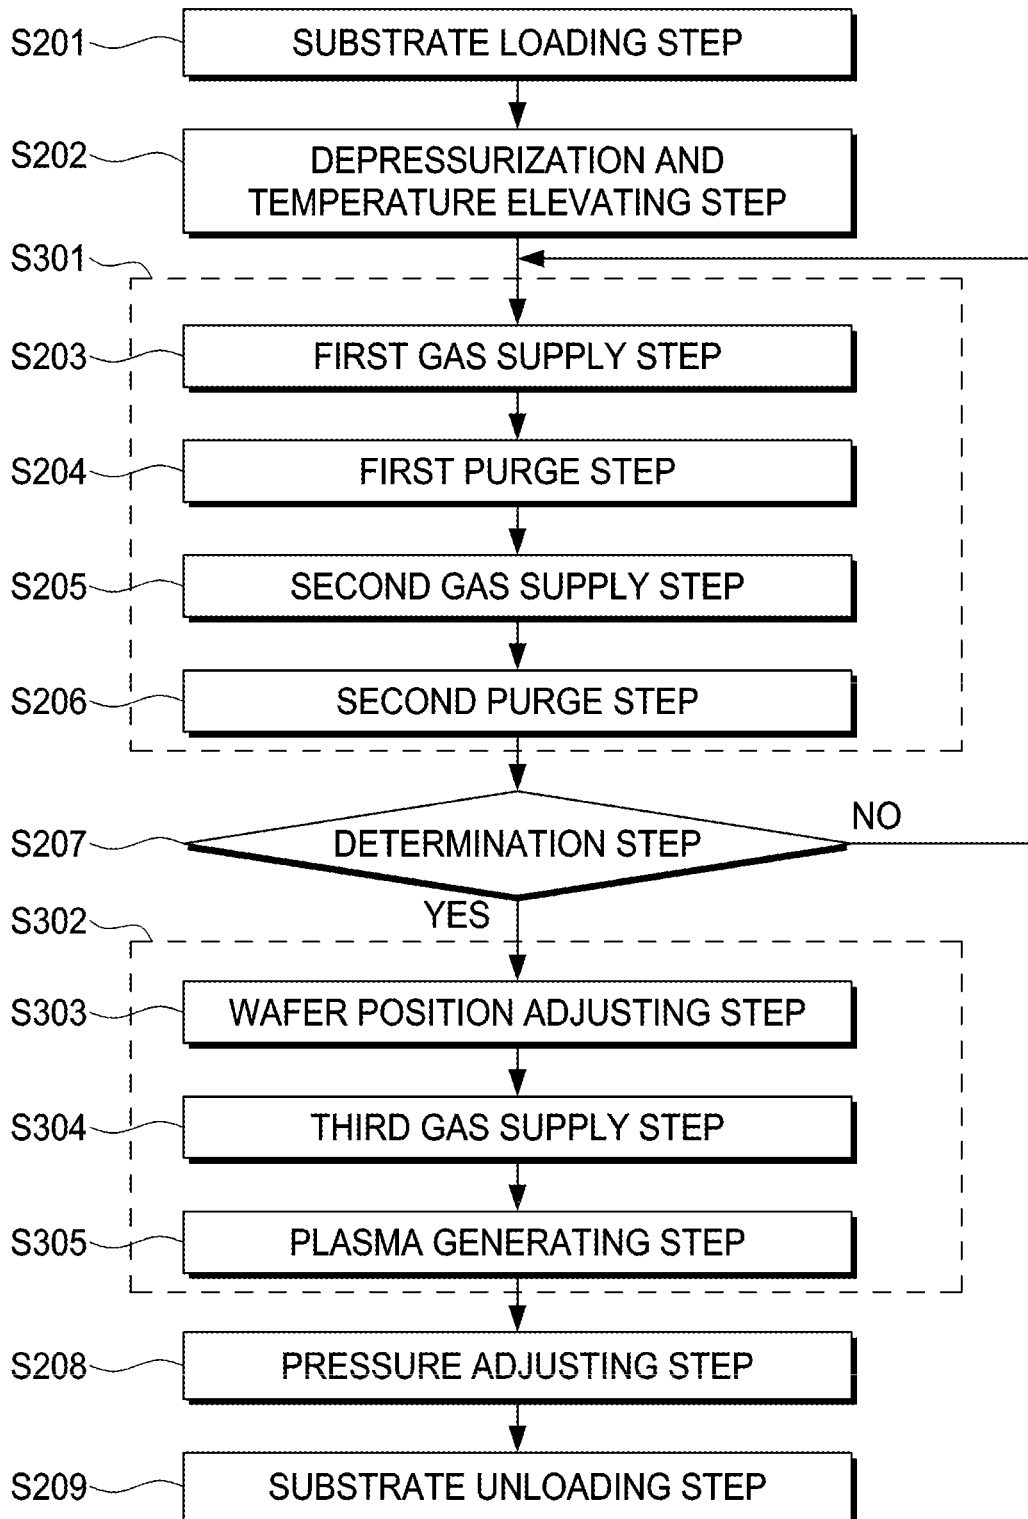 S201
SUBSTRATE LOADING STEP
S202
DEPRESSURIZATION AND
TEMPERATURE ELEVATING STEP
S301
S203
FIRST GAS SUPPLY STEP
S204
FIRST PURGE STEP
S205
SECOND GAS SUPPLY STEP
S206
SECOND PURGE STEP
S207
DETERMINATION STEP
NO
YES
S302
S303
WAFER POSITION ADJUSTING STEP
S304
THIRD GAS SUPPLY STEP
S305
PLASMA GENERATING STEP
S208
PRESSURE ADJUSTING STEP
S209
SUBSTRATE UNLOADING STEP